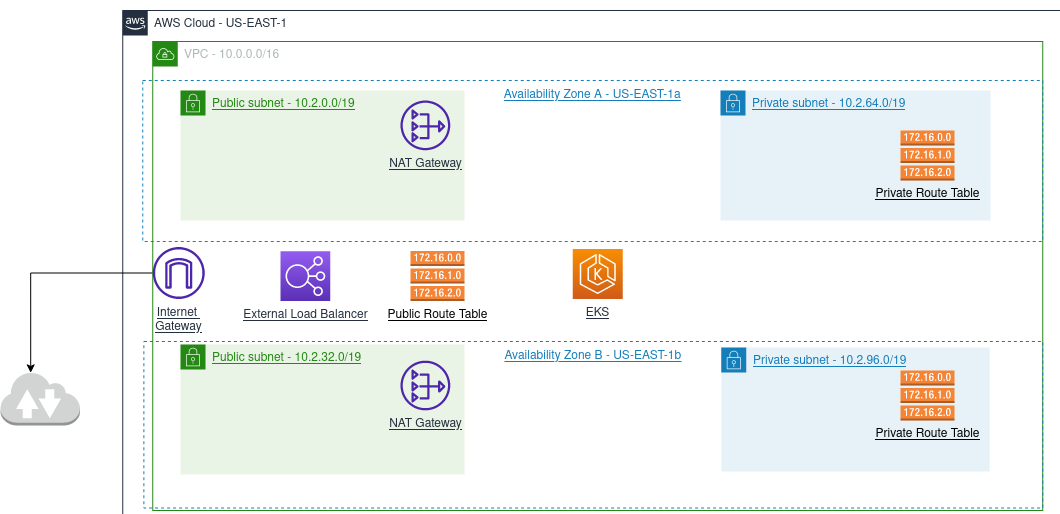 aws
AWS Cloud - US-EAST-1
VPC - 10.0.0.0/16
Public subnet - 10.2.0.0/19
NAT Gateway
Availability Zone A - US-EAST-1a
Private subnet - 10.2.64.0/19
172.16.0.0
172.16.1.0
172.16.2.0
Private Route Table
Internet
Gateway
External Load Balancer
172.16.0.0
172.16.1.0
172.16.2.0
Public Route Table
K
EKS
Public subnet - 10.2.32.0/19
NAT Gateway
Availability Zone B - US-EAST-1b
Private subnet - 10.2.96.0/19
172.16.0.0
172.16.1.0
172.16.2.0
Private Route Table